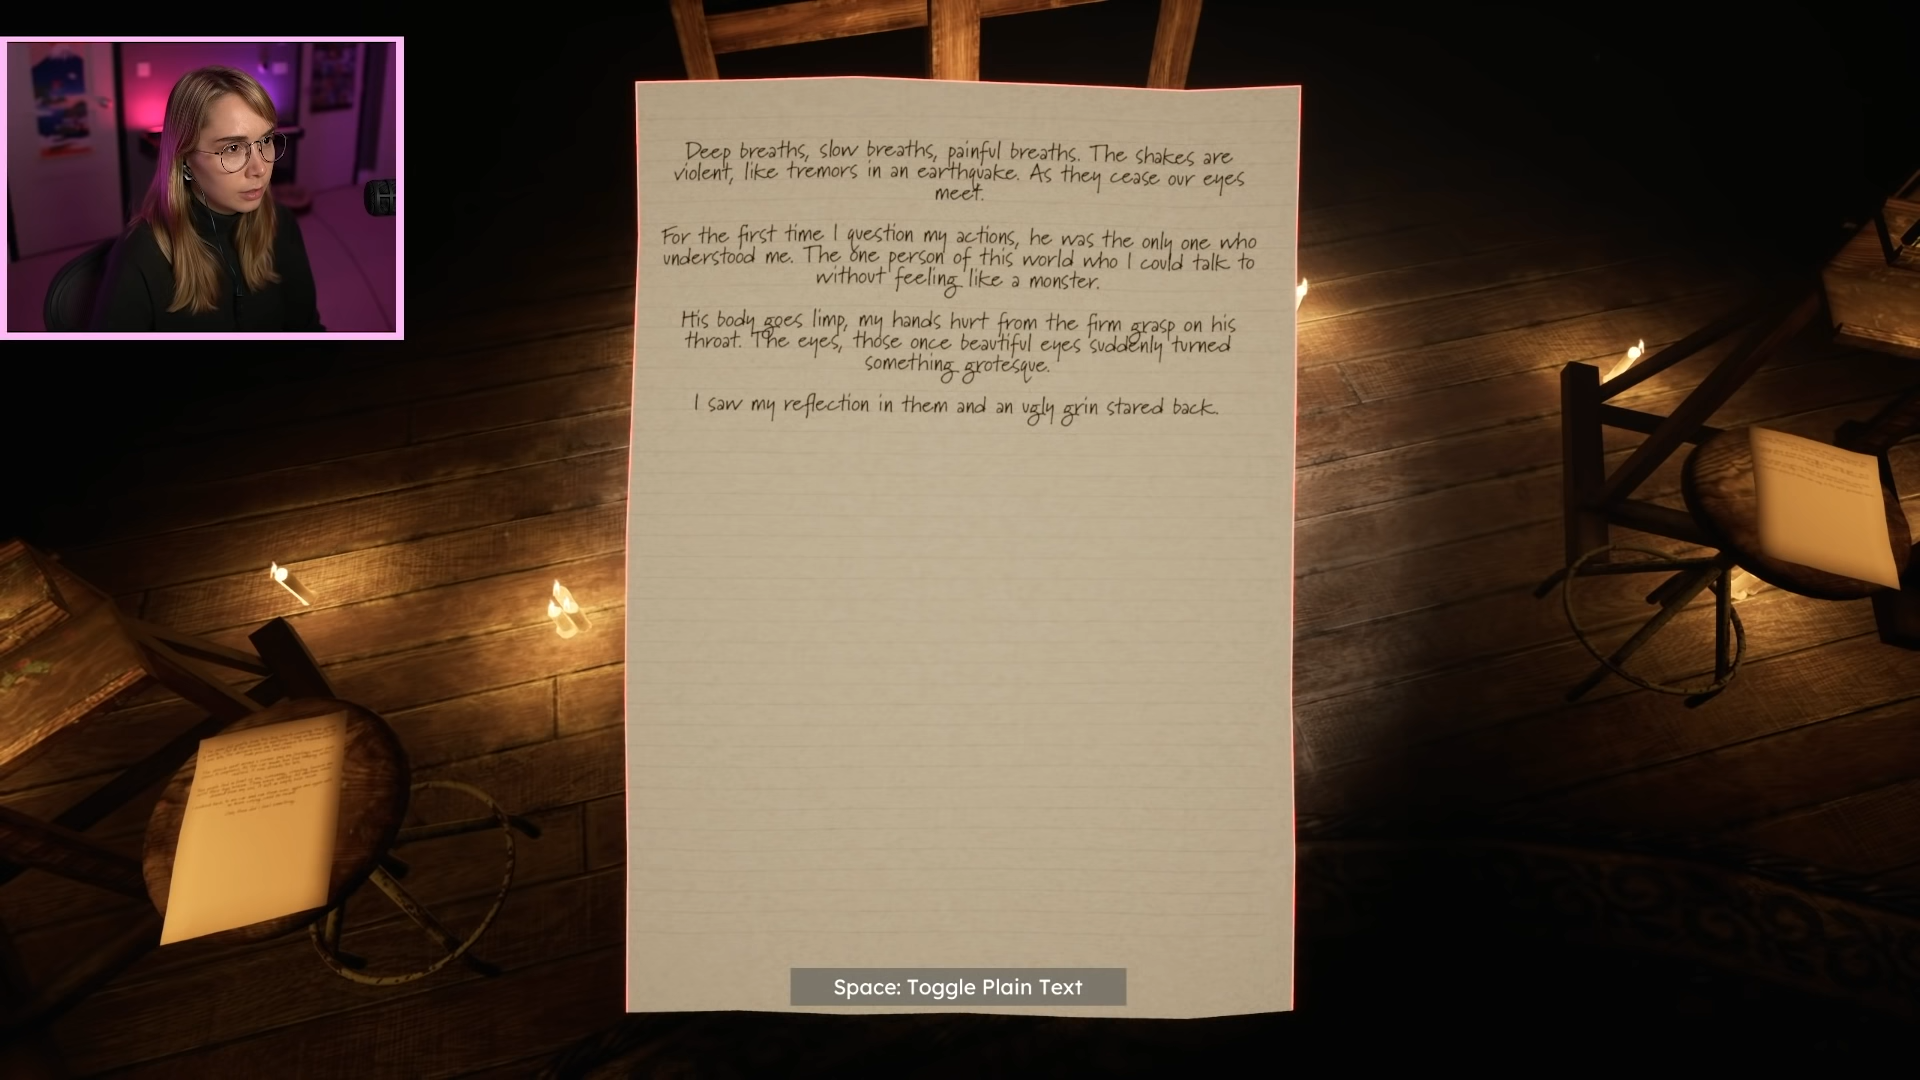 Deep breaths, slow breaths, painful breaths. The shakes are
violent, like tremors in an earthquake. As they cease our eyes
meet.
For the first time I question my actions, he was the only one who
understood me. The one person of this world who I could talk to
without feeling like a monster.
His body goes limp, my hands hurt from the firm grasp on his
throat. The eyes, those once beautiful eyes suddenly turned
something grotesque.
I saw my reflection in them and an ugly grin stared back.
Space: Toggle Plain Text